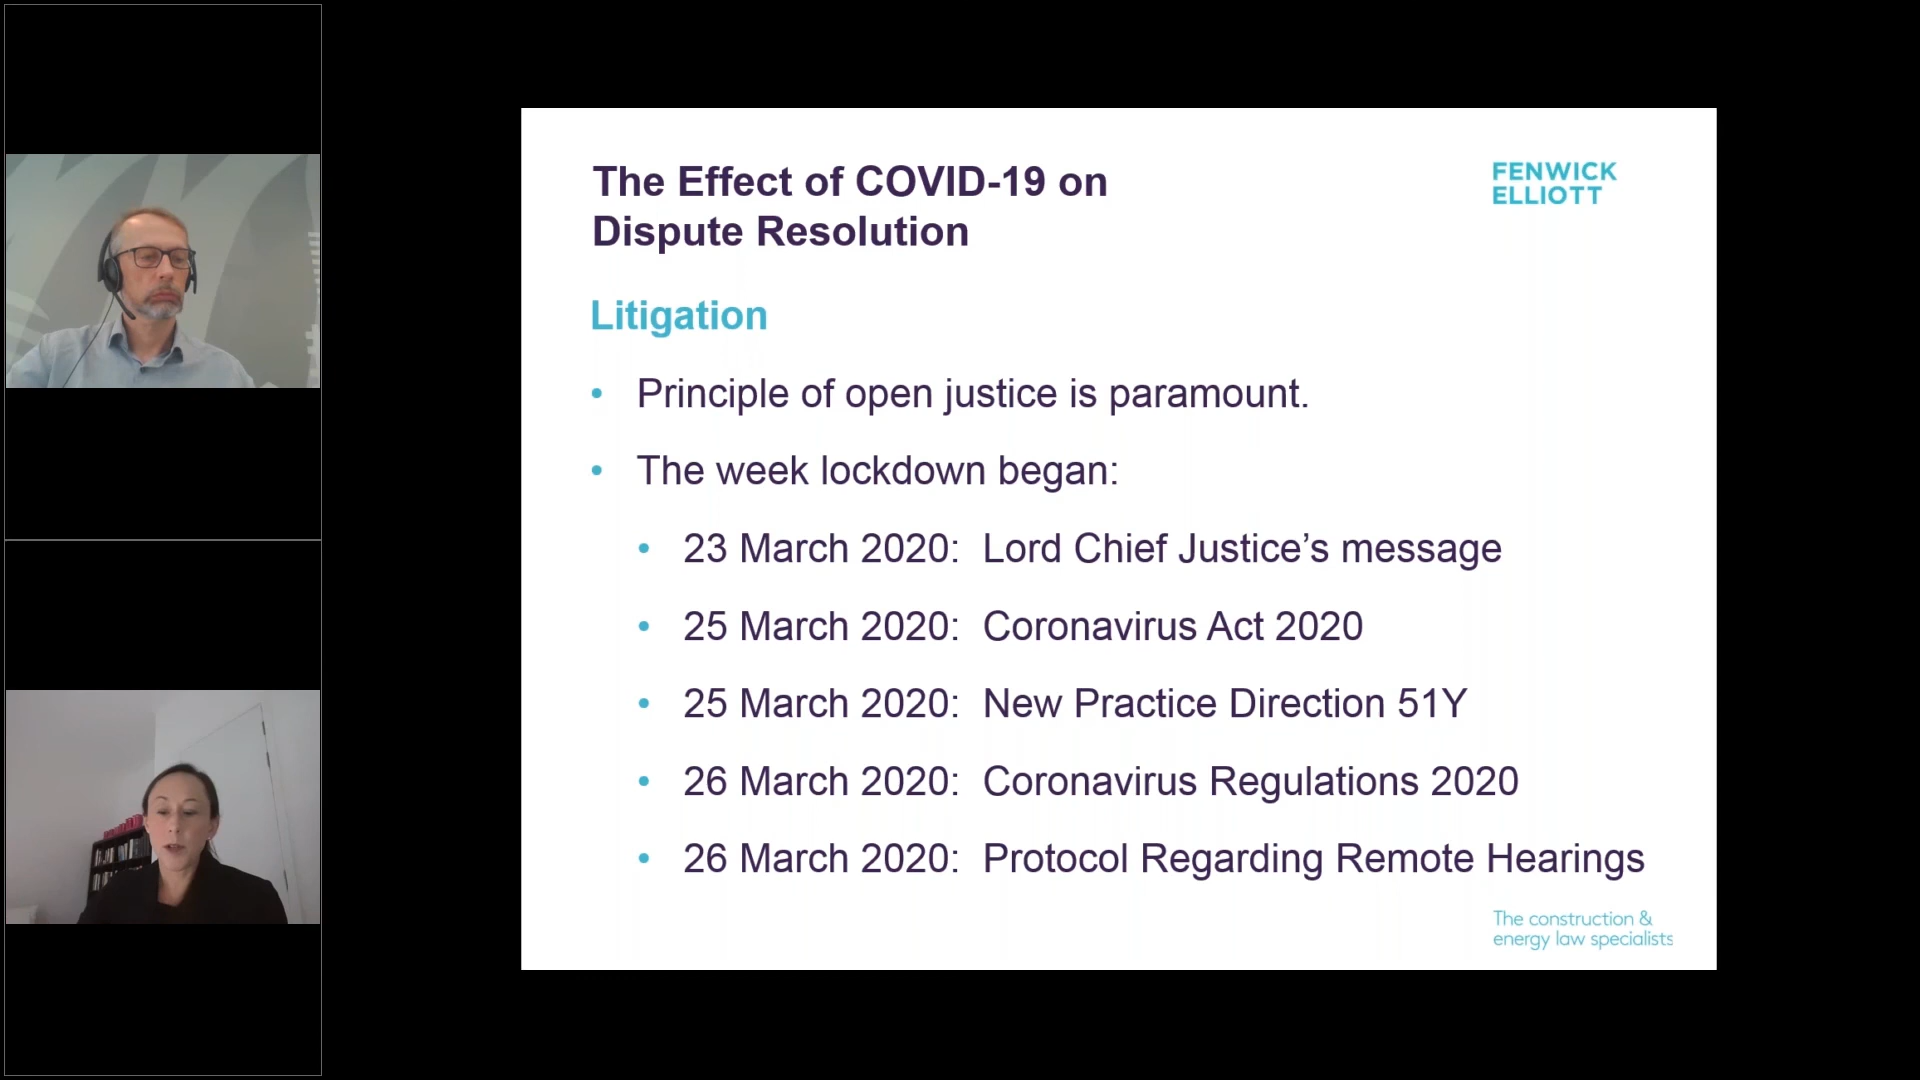 The Effect of COVID-19 on
Dispute Resolution
FENWICK
ELLIOTT
Litigation
• Principle of open justice is paramount.
• The week lockdown began:
• 23 March 2020: Lord Chief Justice’s message
• 25 March 2020: Coronavirus Act 2020
• 25 March 2020: New Practice Direction 51Y
• 26 March 2020: Coronavirus Regulations 2020
• 26 March 2020: Protocol Regarding Remote Hearings
The construction &
energy law specialists